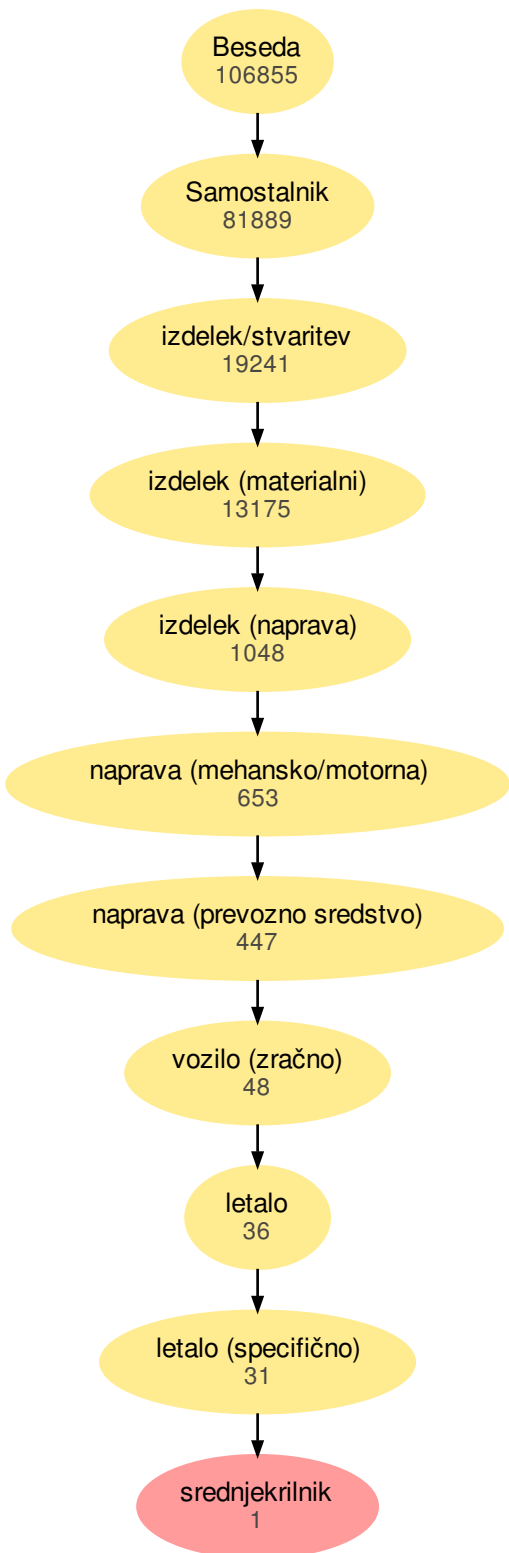 Beseda
106855
Samostalnik
81889
izdelek/stvaritev
19241
izdelek (materialni)
13175
izdelek (naprava)
1048
naprava (mehansko/motorna)
653
naprava (prevozno sredstvo)
447
vozilo (zračno)
48
letalo
36
letalo (specifično)
31
srednjekrilnik
1